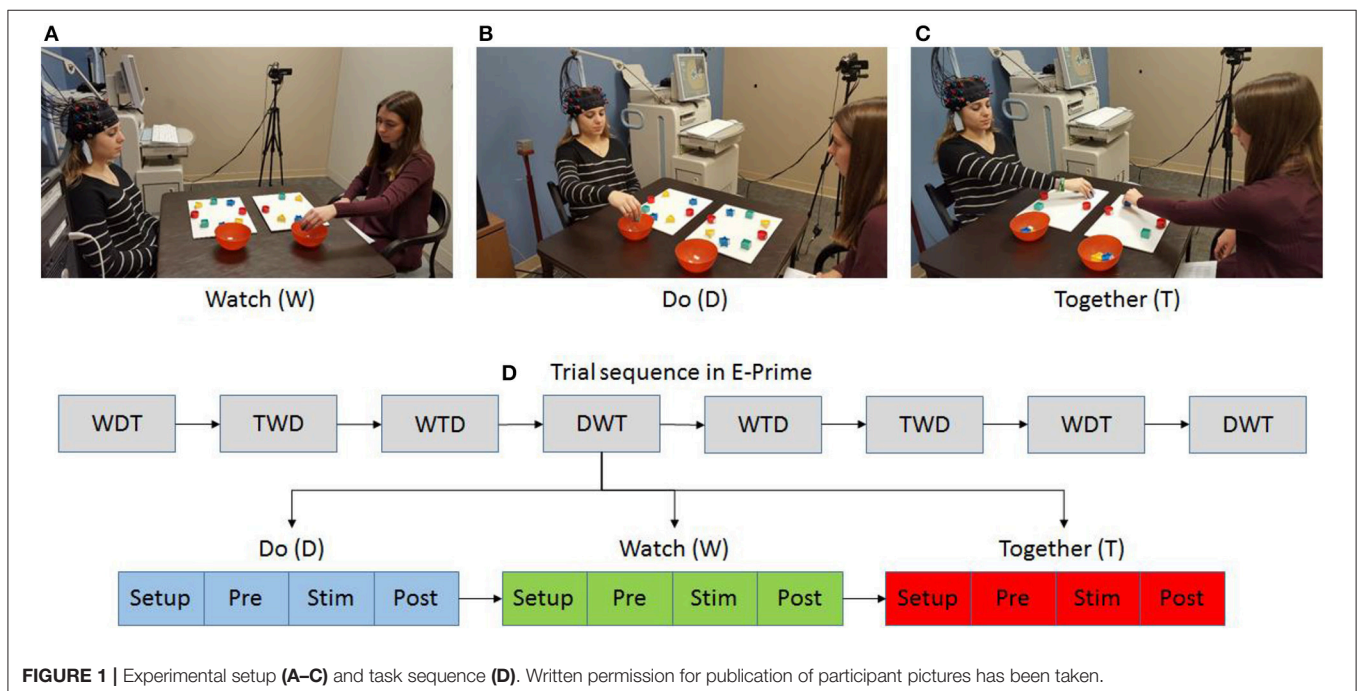 A
B
C
Watch (W)
Do (D)
Together (T)
D Trial sequence in E-Prime
WDT TWD WTD DWT WTD TWD WDT DWT
Do (D) Watch (W) Together (T)
Setup Pre Stim Post Setup Pre Stim Post Setup Pre Stim Post
FIGURE 1 | Experimental setup (A–C) and task sequence (D). Written permission for publication of participant pictures has been taken.